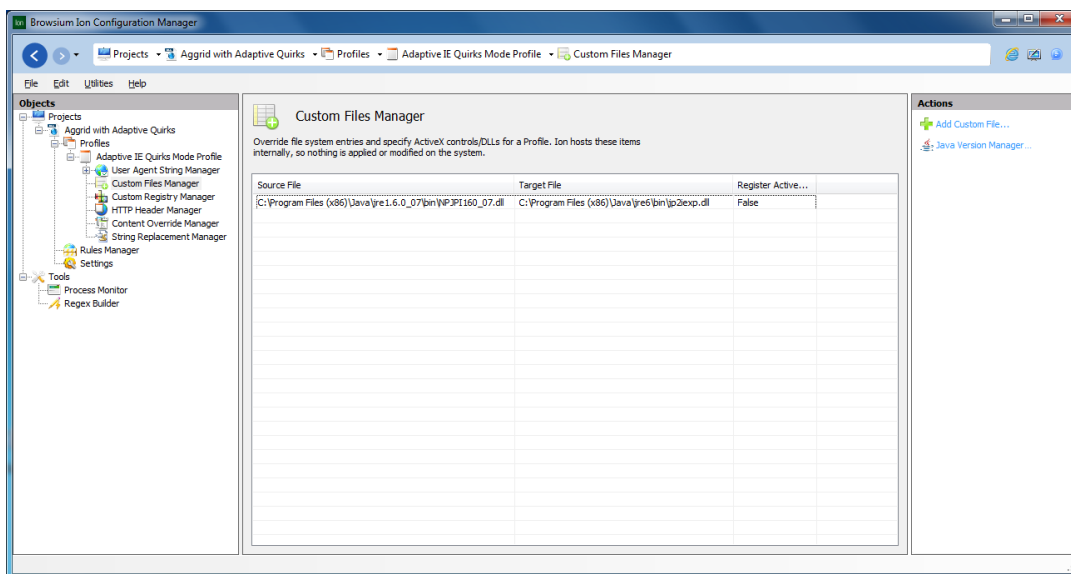 Ion Browsium Ion Configuration Manager
Projects Aggrid with Adaptive Quirks Profiles Adaptive IE Quirks Mode Profile Custom Files Manager
File Edit Utilities Help
Objects
Projects
Aggrid with Adaptive Quirks
Profiles
Adaptive IE Quirks Mode Profile
User Agent String Manager
Custom Files Manager
Custom Registry Manager
HTTP Header Manager
Content Override Manager
String Replacement Manager
Rules Manager
Settings
Tools
Process Monitor
Regex Builder
Custom Files Manager
Override file system entries and specify ActiveX controls/DLLs for a Profile. Ion hosts these items
internally, so nothing is applied or modified on the system.
Source File Target File Register Active...
C:\Program Files (x86)\Java\jre1.6.0_07\bin\NPJPI160_07.dll C:\Program Files (x86)\Java\jre6\bin\jp2iexp.dll False
Actions
Add Custom File...
Java Version Manager...